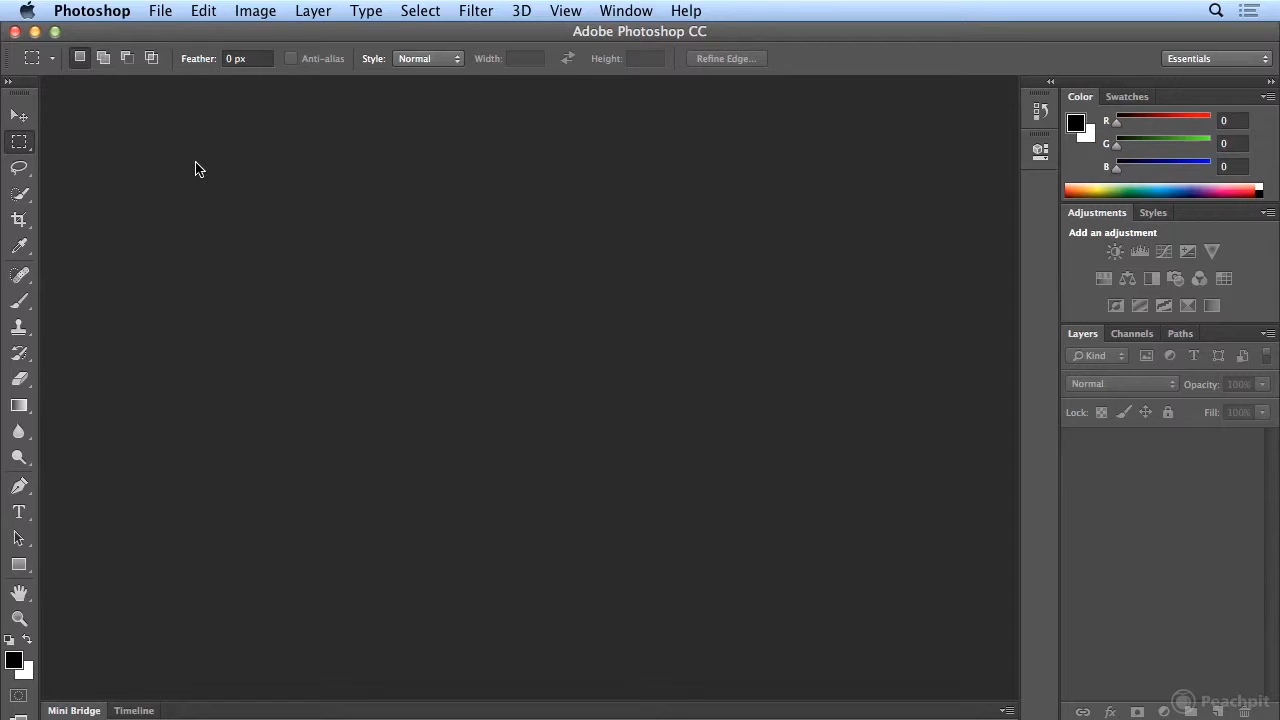 Photoshop File Edit Image Layer Type Select Filter 3D View Window Help
Adobe Photoshop CC
Feather: 0 px Anti-alias Style: Normal Width: Height: Refine Edge... Essentials
Color Swatches
R 0
G 0
B 0
Adjustments Styles
Add an adjustment
Layers Channels Paths
Kind
Normal Opacity: 100%
Lock: Fill: 100%
Mini Bridge Timeline
Peachpit